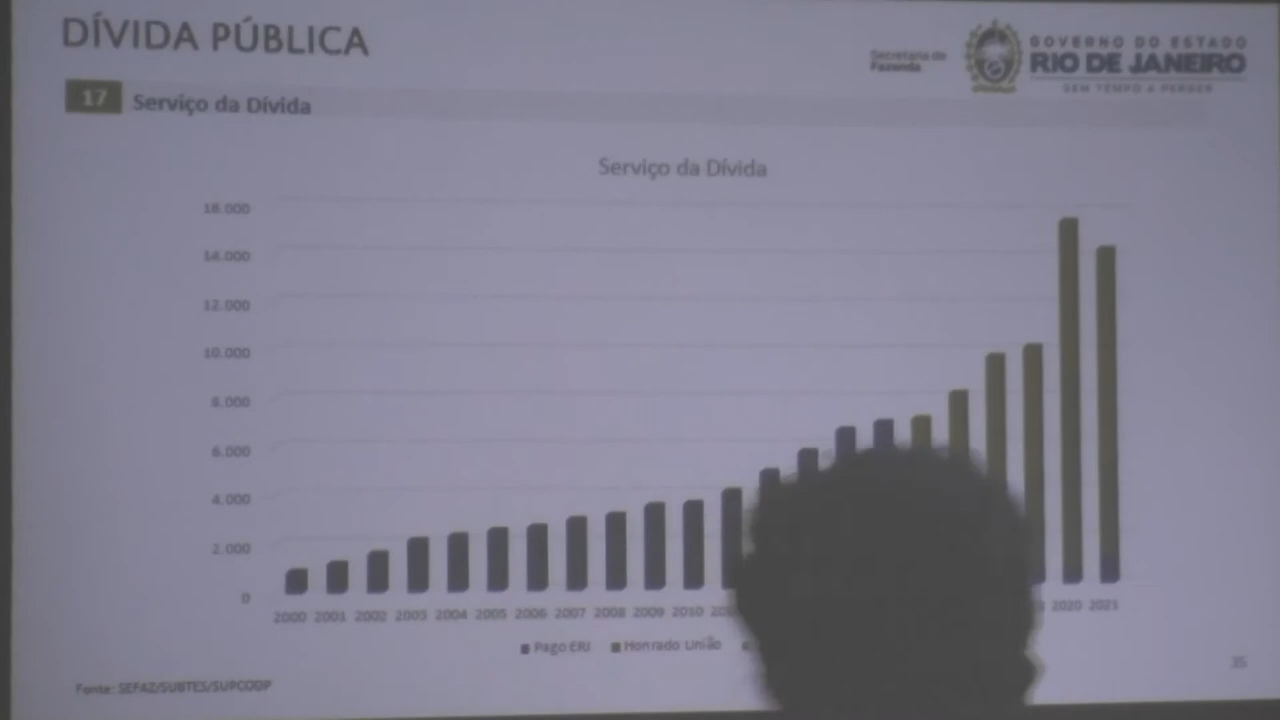 DÍVIDA PÚBLICA
Secretaria de
Fazenda
GOVERNO DO ESTADO
RIO DE JANEIRO
SEM TEMPO A PERDER
17 Serviço da Dívida
Serviço da Dívida
16.000
14.000
12.000
10.000
8.000
6.000
4.000
2.000
0
2000 2001 2002 2003 2004 2005 2006 2007 2008 2009 2010 2020 2021
Pago ERJ Honrado União
Fonte: SEFAZ/SUBTES/SUPCODP
35